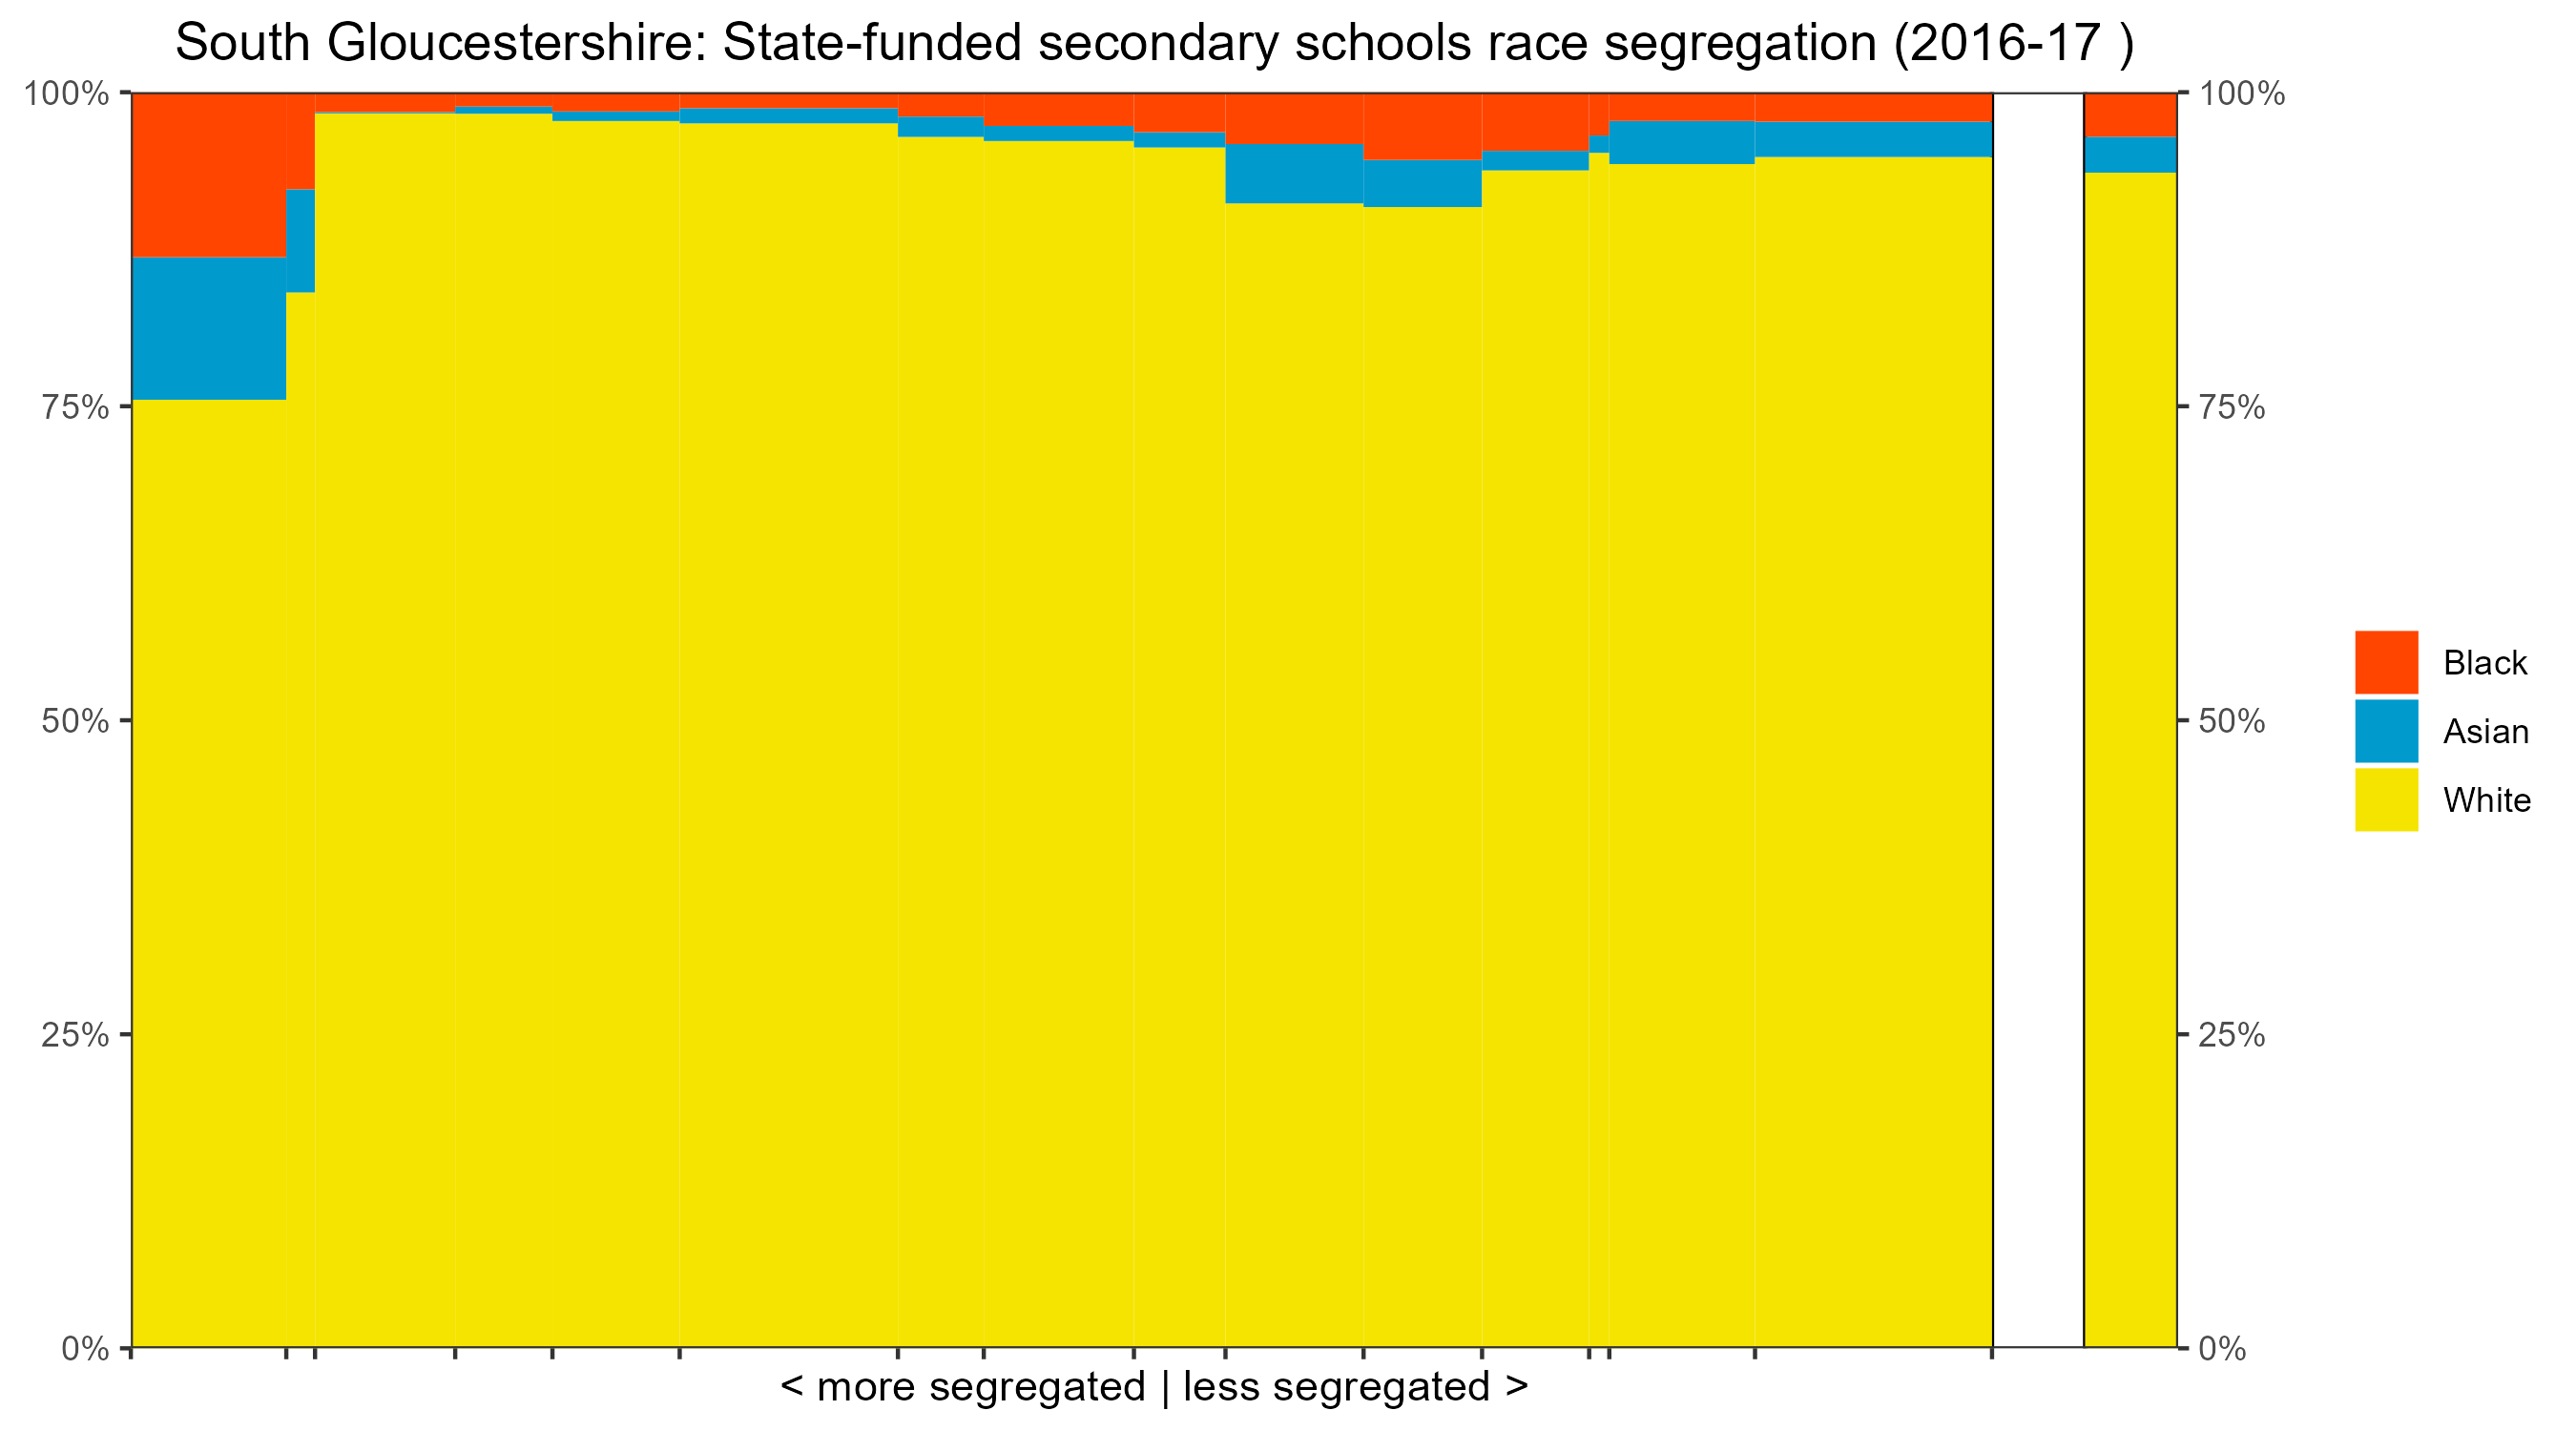 South Gloucestershire: State-funded secondary schools race segregation (2016-17 )
100%
100%
75%
75%
50%
50%
25%
25%
0%
0%
Black
Asian
White
< more segregated | less segregated >